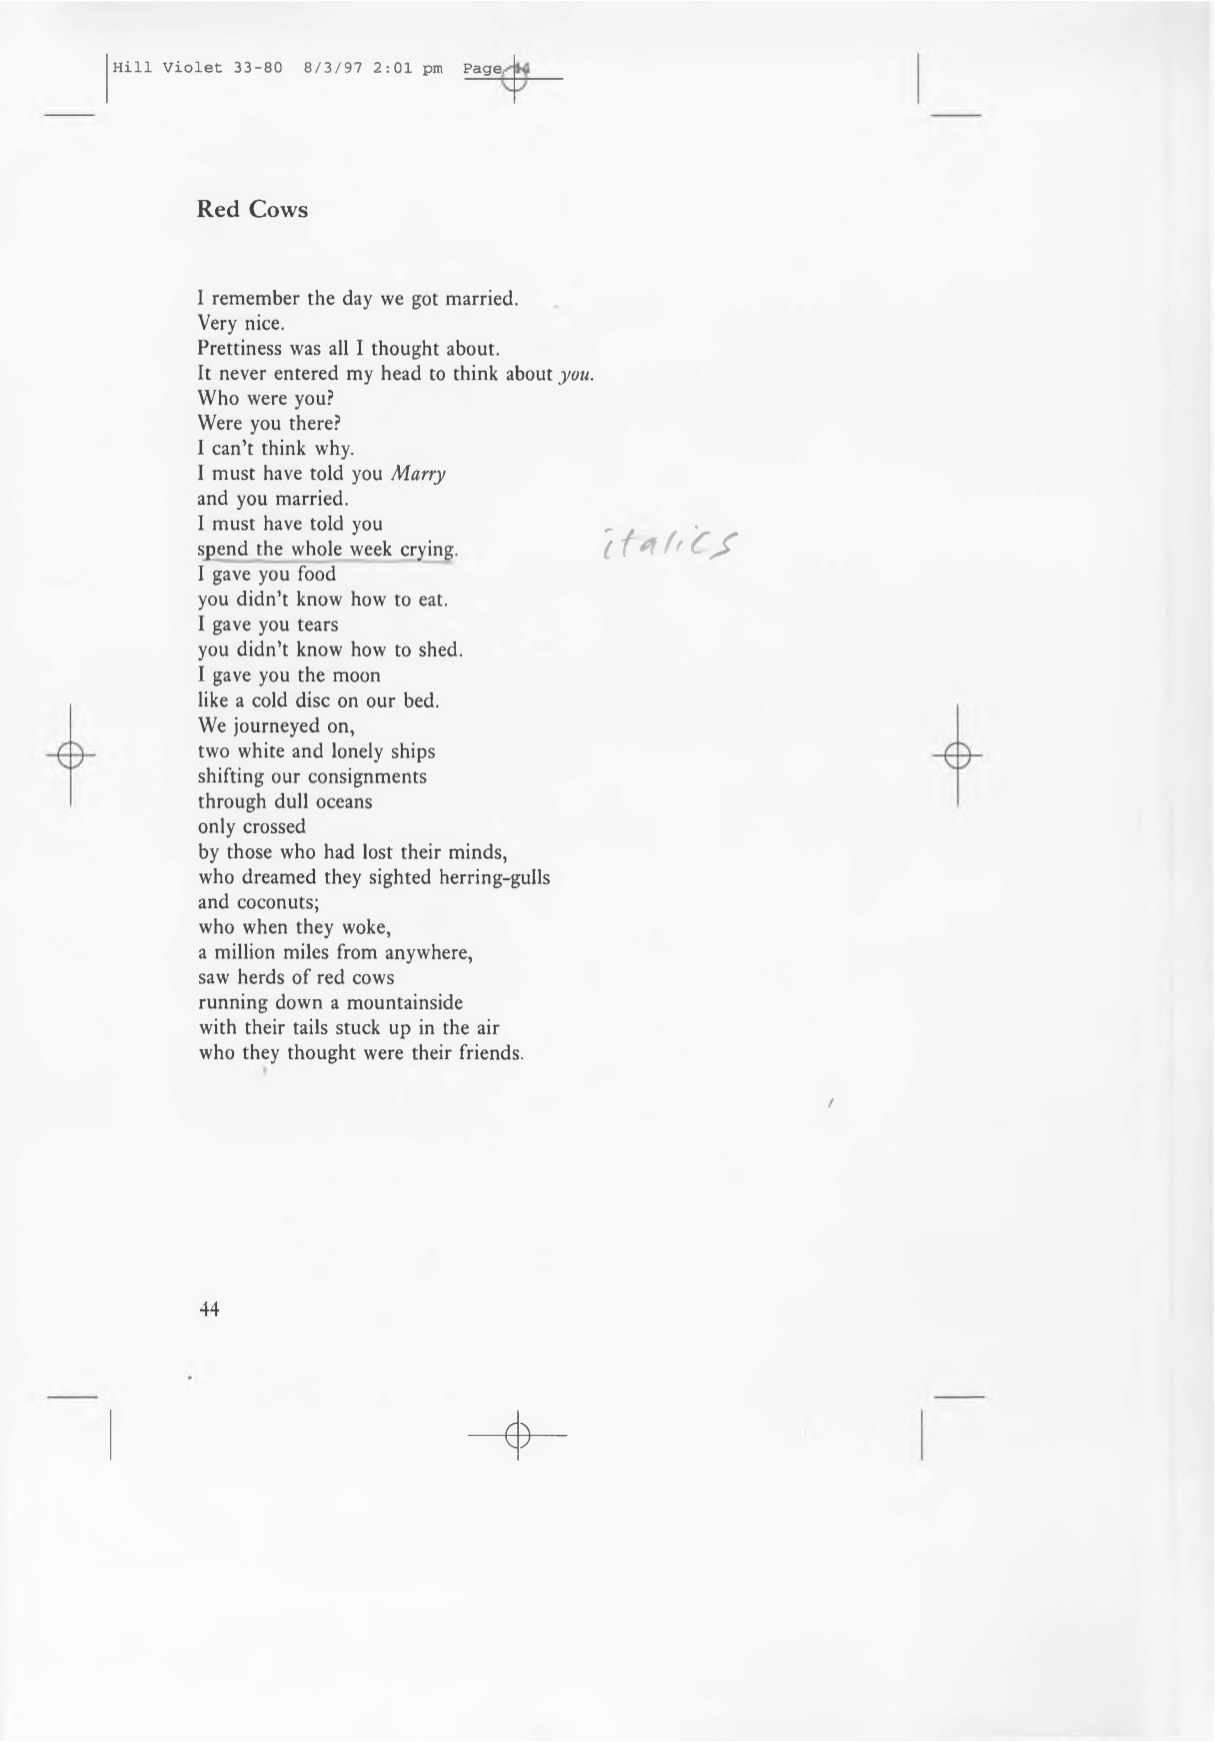 Hill Violet 33-80 8/3/97 2:01 pm Page 44
Red Cows
I remember the day we got married.
Very nice.
Prettiness was all I thought about.
It never entered my head to think about you.
Who were you?
Were you there?
I can't think why.
I must have told you Marry
and you married.
I must have told you
spend the whole week crying.
italics
I gave you food
you didn't know how to eat.
I gave you tears
you didn't know how to shed.
I gave you the moon
like a cold disc on our bed.
We journeyed on,
two white and lonely ships
shifting our consignments
through dull oceans
only crossed
by those who had lost their minds,
who dreamed they sighted herring-gulls
and coconuts;
who when they woke,
a million miles from anywhere,
saw herds of red cows
running down a mountainside
with their tails stuck up in the air
who they thought were their friends.
44